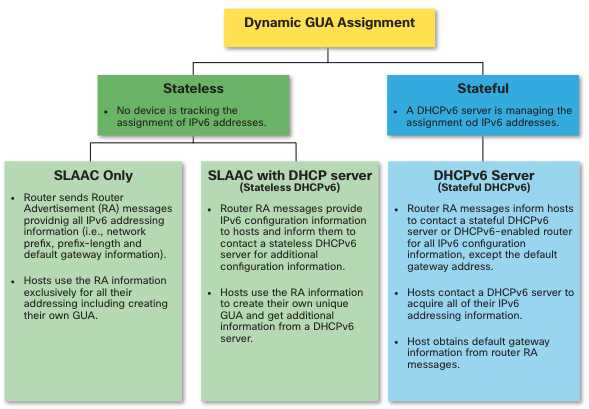 Dynamic GUA Assignment
Stateless
• No device is tracking the
assignment of IPv6 addresses.
Stateful
• A DHCPv6 server is managing the
assignment od IPv6 addresses.
SLAAC Only
• Router sends Router
Advertisement (RA) messages
providnig all IPv6 addressing
information (i.e., network
prefix, prefix-length and
default gateway information).
• Hosts use the RA information
exclusively for all their
addressing including creating
their own GUA.
SLAAC with DHCP server
(Stateless DHCPv6)
• Router RA messages provide
IPv6 configuration information
to hosts and inform them to
contact a stateless DHCPv6
server for additional
configuration information.
• Hosts use the RA information
to create their own unique
GUA and get additional
information from a DHCPv6
server.
DHCPv6 Server
(Stateful DHCPv6)
• Router RA messages inform hosts
to contact a stateful DHCPv6
server or DHCPv6-enabled router
for all IPv6 configuration
information, except the default
gateway address.
• Hosts contact a DHCPv6 server to
acquire all of their IPv6
addressing information.
• Host obtains default gateway
information from router RA
messages.